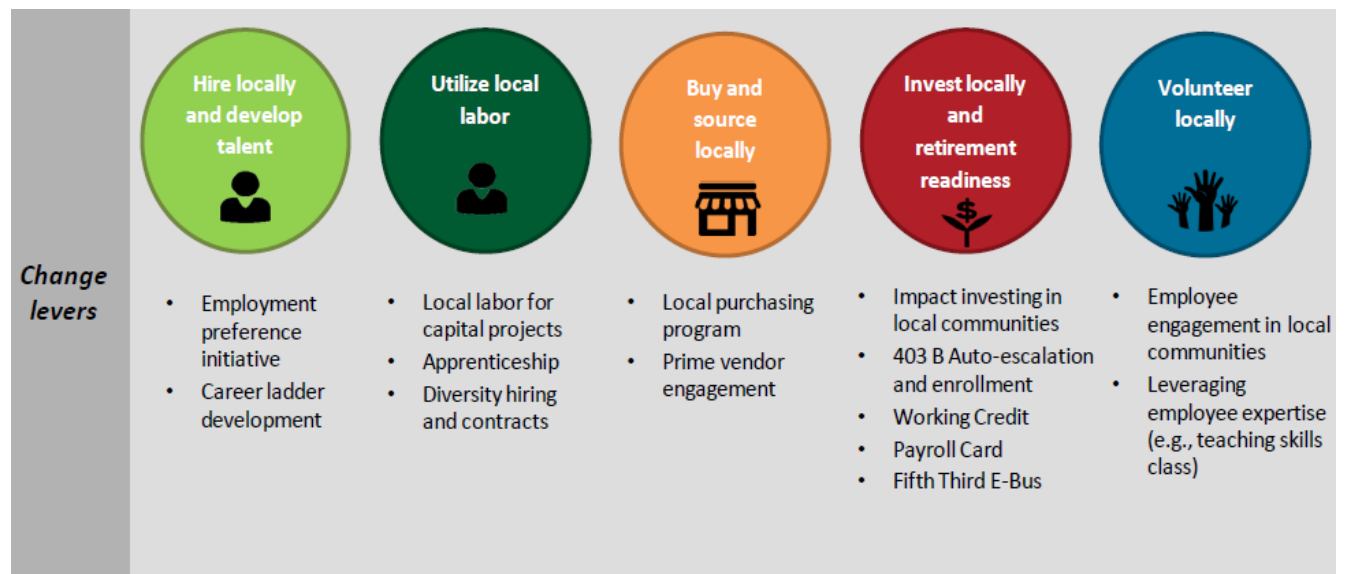 Change
levers
Hire locally
and develop
talent
• Employment
preference
initiative
• Career ladder
development
Utilize local
labor
• Local labor for
capital projects
• Apprenticeship
• Diversity hiring
and contracts
Buy and
source
locally
• Local purchasing
program
• Prime vendor
engagement
Invest locally
and
retirement
readiness
$
• Impact investing in
local communities
• 403 B Auto-escalation
and enrollment
• Working Credit
• Payroll Card
• Fifth Third E-Bus
Volunteer
locally
• Employee
engagement in local
communities
• Leveraging
employee expertise
(e.g., teaching skills
class)